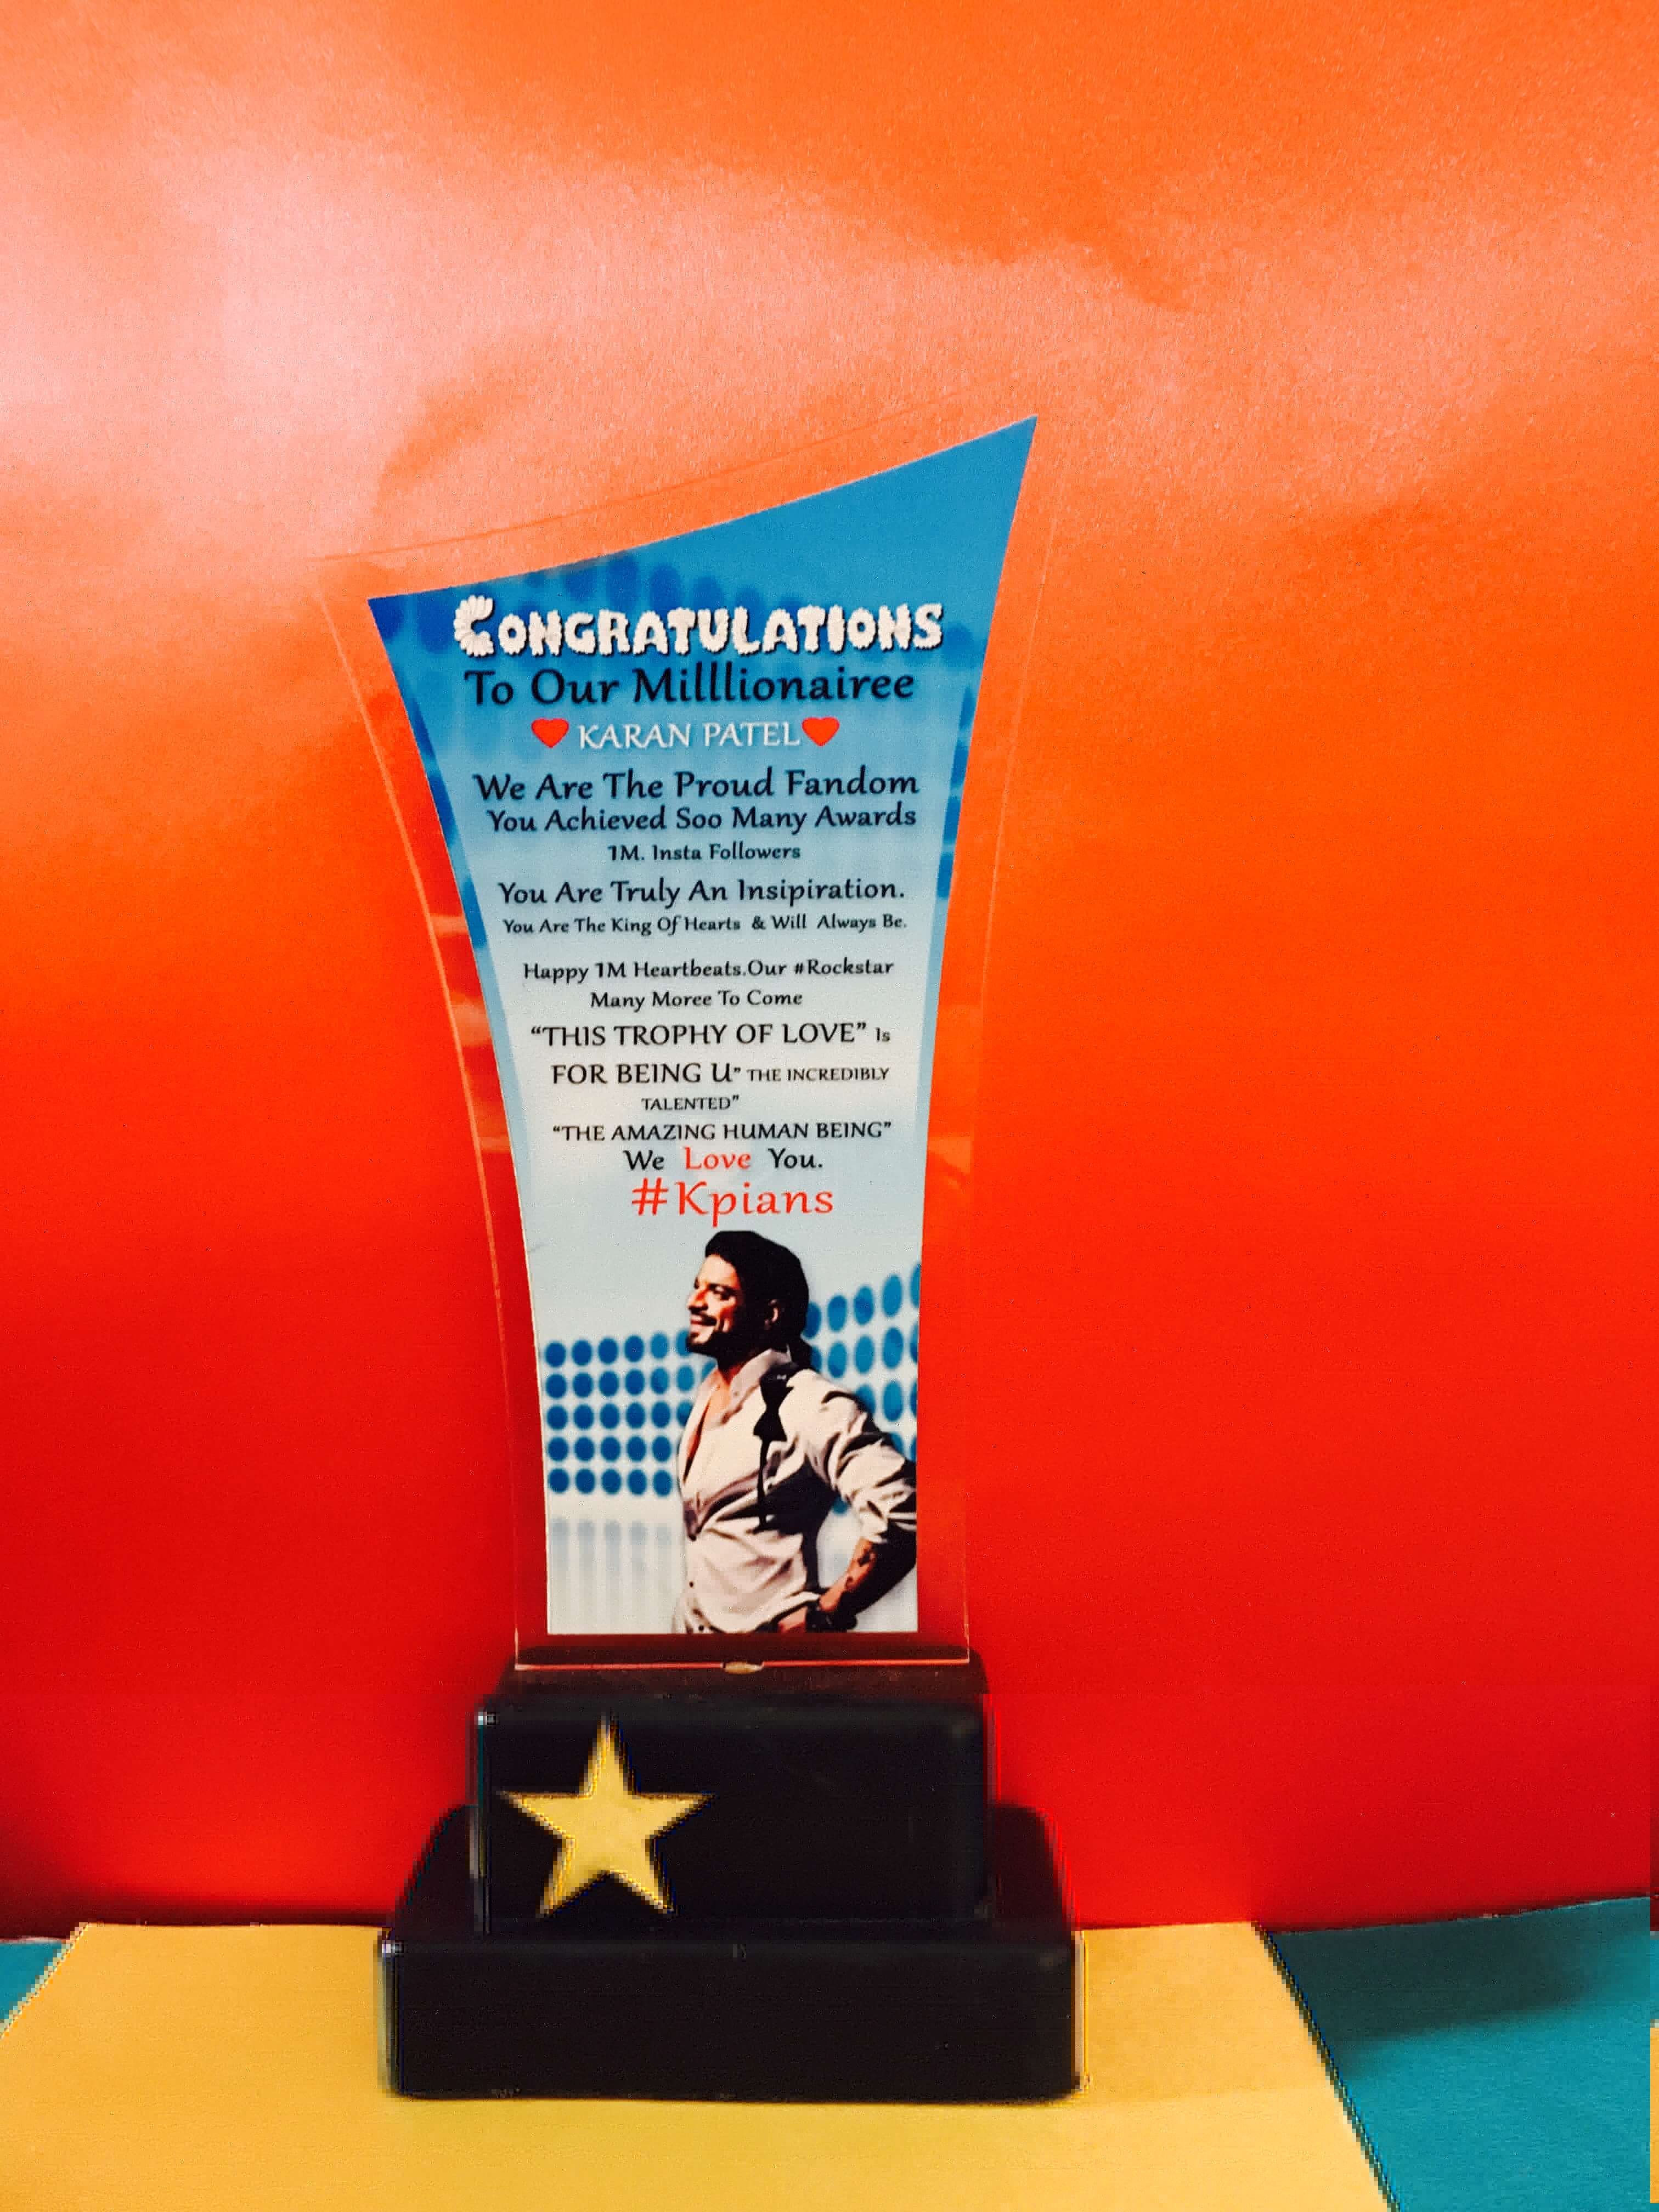 CONGRATULATIONS
To Our Milllionairee
KARAN PATEL
We Are The Proud Fandom
You Achieved Soo Many Awards
1M. Insta Followers
You Are Truly An Insipiration.
You Are The King Of Hearts & Will Always Be.
Happy 1M Heartbeats.Our #Rockstar
Many Moree To Come
“THIS TROPHY OF LOVE” Is
FOR BEING U” THE INCREDIBLY
TALENTED”
“THE AMAZING HUMAN BEING”
We Love You.
#Kpians